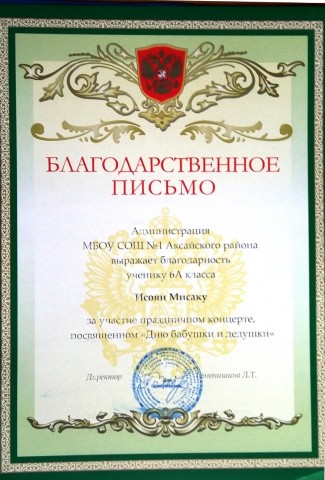 БЛАГОДАРСТВЕННОЕ
ПИСЬМО
Администрация
МБОУ СОШ №1 Аксайского района
выражает благодарность
ученику 6А класса
Исоян Мисаку
за участие праздничном концерте,
посвященном «Дню бабушки и дедушки»
Директор Л.Т.